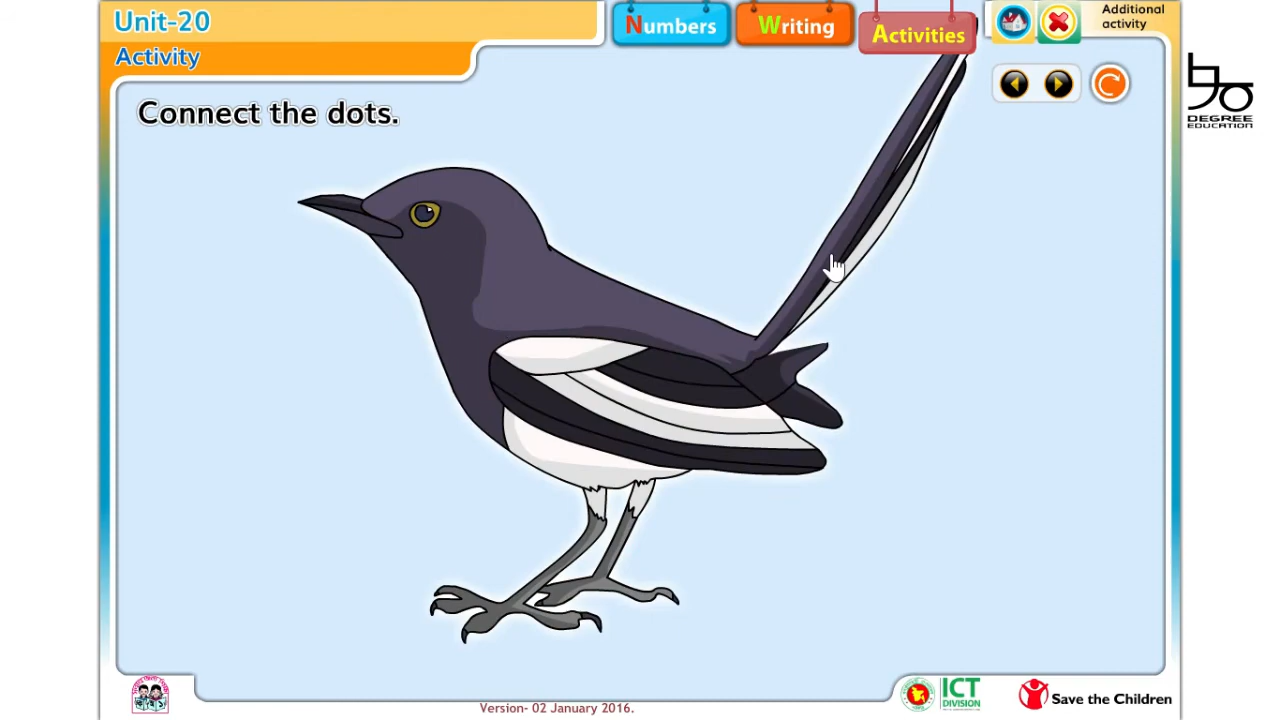 Unit-20
Numbers
Writing
Activities
Additional
activity
Activity
Connect the dots.
DEGREE
EDUCATION
ICT
DIVISION
Save the Children
Version- 02 January 2016.